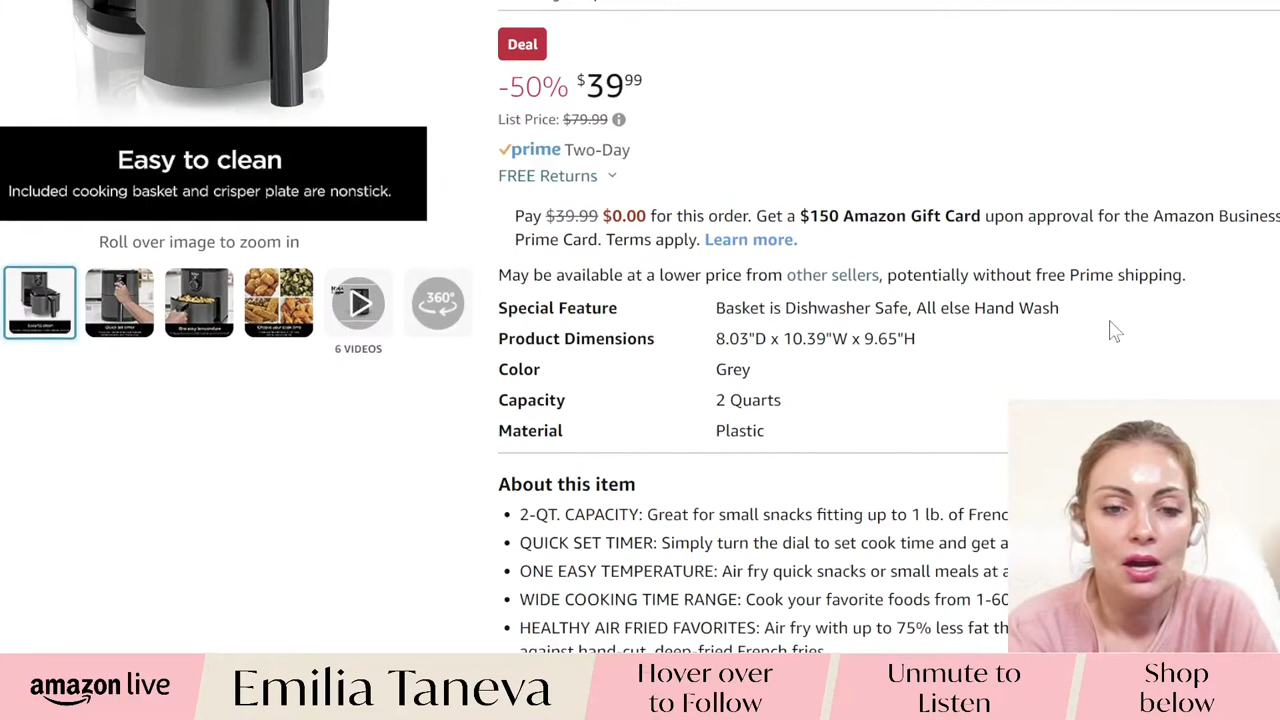 Deal
-50% $39 99
List Price: $79.99
prime Two-Day
FREE Returns
Pay $39.99 $0.00 for this order. Get a $150 Amazon Gift Card upon approval for the Amazon Business
Prime Card. Terms apply. Learn more.
May be available at a lower price from other sellers, potentially without free Prime shipping.
Special Feature Basket is Dishwasher Safe, All else Hand Wash
Product Dimensions 8.03"D x 10.39"W x 9.65"H
Color Grey
Capacity 2 Quarts
Material Plastic
About this item
• 2-QT. CAPACITY: Great for small snacks fitting up to 1 lb. of Frenc
• QUICK SET TIMER: Simply turn the dial to set cook time and get a
• ONE EASY TEMPERATURE: Air fry quick snacks or small meals at a
• WIDE COOKING TIME RANGE: Cook your favorite foods from 1-60
• HEALTHY AIR FRIED FAVORITES: Air fry with up to 75% less fat th
against hand-cut, deep-fried French fries
Easy to clean
Included cooking basket and crisper plate are nonstick.
Roll over image to zoom in
360°
6 VIDEOS
amazon live
Emilia Taneva
Hover over
to Follow
Unmute to
Listen
Shop
below